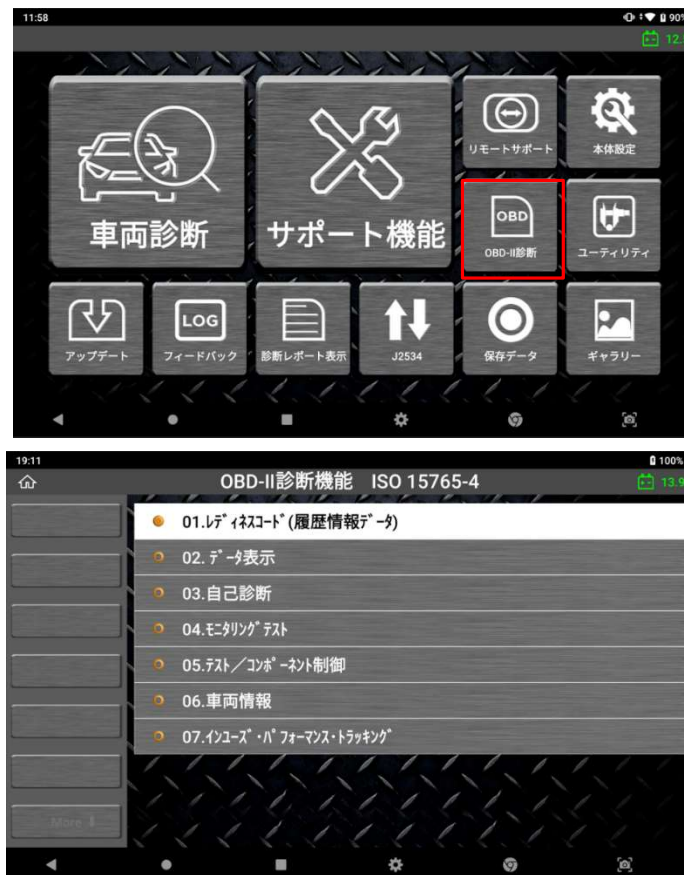 11:58
90%
12.
車両診断
サポート機能
リモートサポート
本体設定
OBD
OBD-II診断
ユーティリティ
アップデート
LOG
フィードバック
診断レポート表示
J2534
保存データ
ギャラリー
19:11
100%
OBD-II診断機能 ISO 15765-4
13.9
01.ﾚﾃﾞｨﾈｽｺｰﾄﾞ(履歴情報ﾃﾞｰﾀ)
02.ﾃﾞｰﾀ表示
03.自己診断
04.ﾓﾆﾀﾘﾝｸﾞﾃｽﾄ
05.ﾃｽﾄ／ｺﾝﾎﾟｰﾈﾝﾄ制御
06.車両情報
07.ｲﾝﾕｰｽﾞ･ﾊﾟﾌｫｰﾏﾝｽ･ﾄﾗｯｷﾝｸﾞ
More